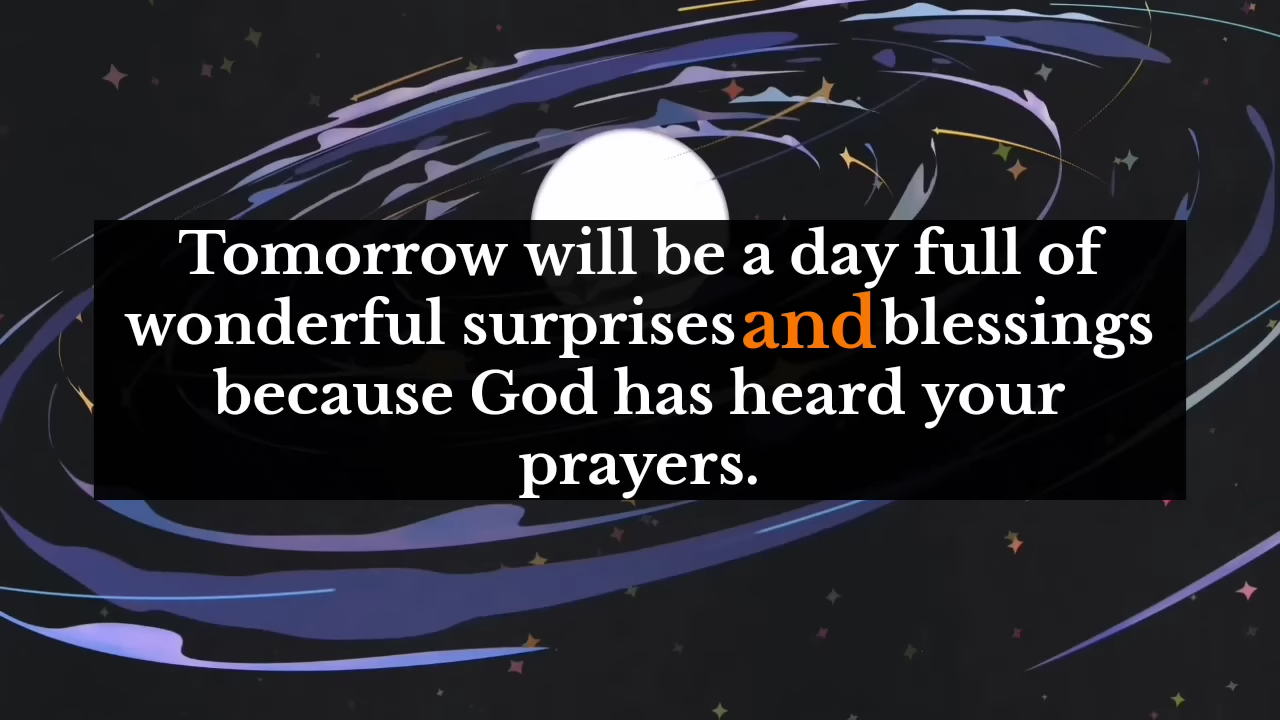 Tomorrow will be a day full of
wonderful surprises and blessings
because God has heard your
prayers.